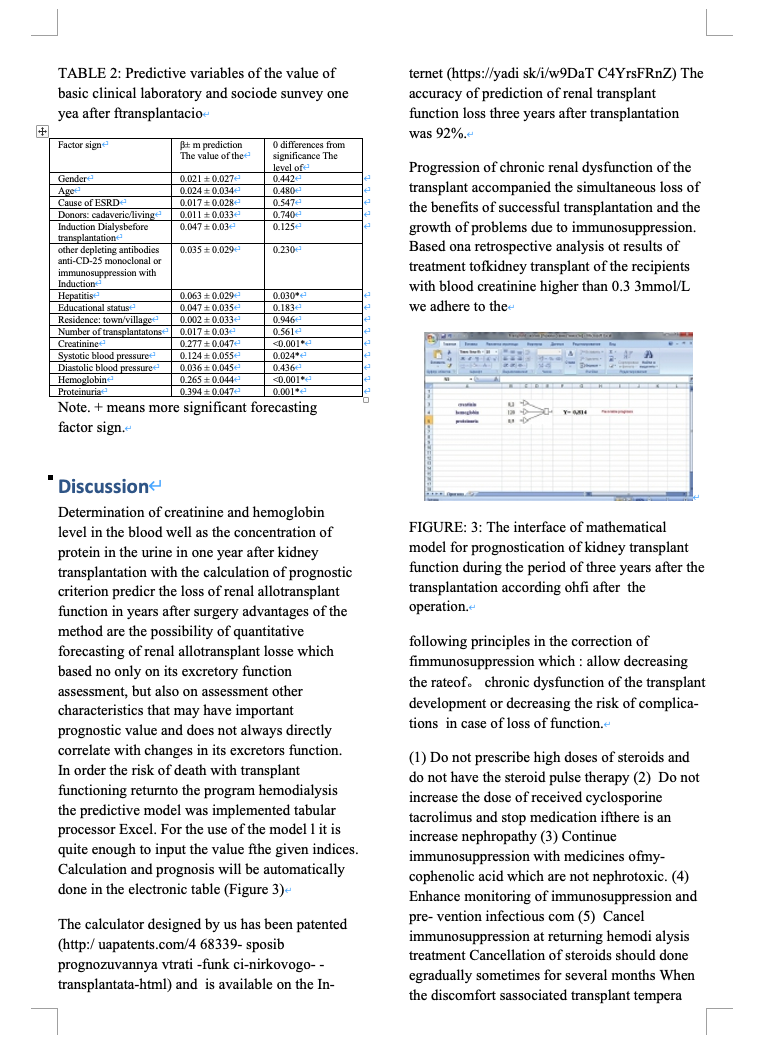 TABLE 2: Predictive variables of the value of
basic clinical laboratory and sociode sunvey one
yea after ftransplantacio
Factor sign β± m prediction 0 differences from
The value of the significance The
level of
Gender 0.021 ± 0.027 0.442
Age 0.024 ± 0.034 0.480
Cause of ESRD 0.017 ± 0.028 0.547
Donors: cadaveric/living 0.011 ± 0.033 0.740
Induction Dialysbefore 0.047 ± 0.03 0.125
transplantation
other depleting antibodies 0.035 ± 0.029 0.230
anti-CD-25 monoclonal or
immunosuppression with
Induction
Hepatitis 0.063 ± 0.029 0.030*
Educational status 0.047 ± 0.035 0.183
Residence: town/village 0.002 ± 0.033 0.946
Number of transplantatons 0.017 ± 0.03 0.561
Creatinine 0.277 ± 0.047 <0.001*
Systotic blood pressure 0.124 ± 0.055 0.024*
Diastolic blood pressure 0.036 ± 0.045 0.436
Hemoglobin 0.265 ± 0.044 <0.001*
Proteinuria 0.394 ± 0.047 0.001*
Note. + means more significant forecasting
factor sign.
Discussion
Determination of creatinine and hemoglobin
level in the blood well as the concentration of
protein in the urine in one year after kidney
transplantation with the calculation of prognostic
criterion predicr the loss of renal allotransplant
function in years after surgery advantages of the
method are the possibility of quantitative
forecasting of renal allotransplant losse which
based no only on its excretory function
assessment, but also on assessment other
characteristics that may have important
prognostic value and does not always directly
correlate with changes in its excretors function.
In order the risk of death with transplant
functioning returnto the program hemodialysis
the predictive model was implemented tabular
processor Excel. For the use of the model l it is
quite enough to input the value fthe given indices.
Calculation and prognosis will be automatically
done in the electronic table (Figure 3)
The calculator designed by us has been patented
(http:/ uapatents.com/4 68339- sposib
prognozuvannya vtrati -funk ci-nirkovogo- -
transplantata-html) and is available on the In-
ternet (https://yadi sk/i/w9DaT C4YrsFRnZ) The
accuracy of prediction of renal transplant
function loss three years after transplantation
was 92%.
Progression of chronic renal dysfunction of the
transplant accompanied the simultaneous loss of
the benefits of successful transplantation and the
growth of problems due to immunosuppression.
Based ona retrospective analysis ot results of
treatment tofkidney transplant of the recipients
with blood creatinine higher than 0.3 3mmol/L
we adhere to the
creatinin 0,2
hemoglobin 120 Y= 0,814
proteinuria 0,9
FIGURE: 3: The interface of mathematical
model for prognostication of kidney transplant
function during the period of three years after the
transplantation according ohfi after the
operation.
following principles in the correction of
fimmunosuppression which : allow decreasing
the rateof。 chronic dysfunction of the transplant
development or decreasing the risk of complica-
tions in case of loss of function.
(1) Do not prescribe high doses of steroids and
do not have the steroid pulse therapy (2) Do not
increase the dose of received cyclosporine
tacrolimus and stop medication ifthere is an
increase nephropathy (3) Continue
immunosuppression with medicines ofmy-
cophenolic acid which are not nephrotoxic. (4)
Enhance monitoring of immunosuppression and
pre- vention infectious com (5) Cancel
immunosuppression at returning hemodi alysis
treatment Cancellation of steroids should done
egradually sometimes for several months When
the discomfort sassociated transplant tempera